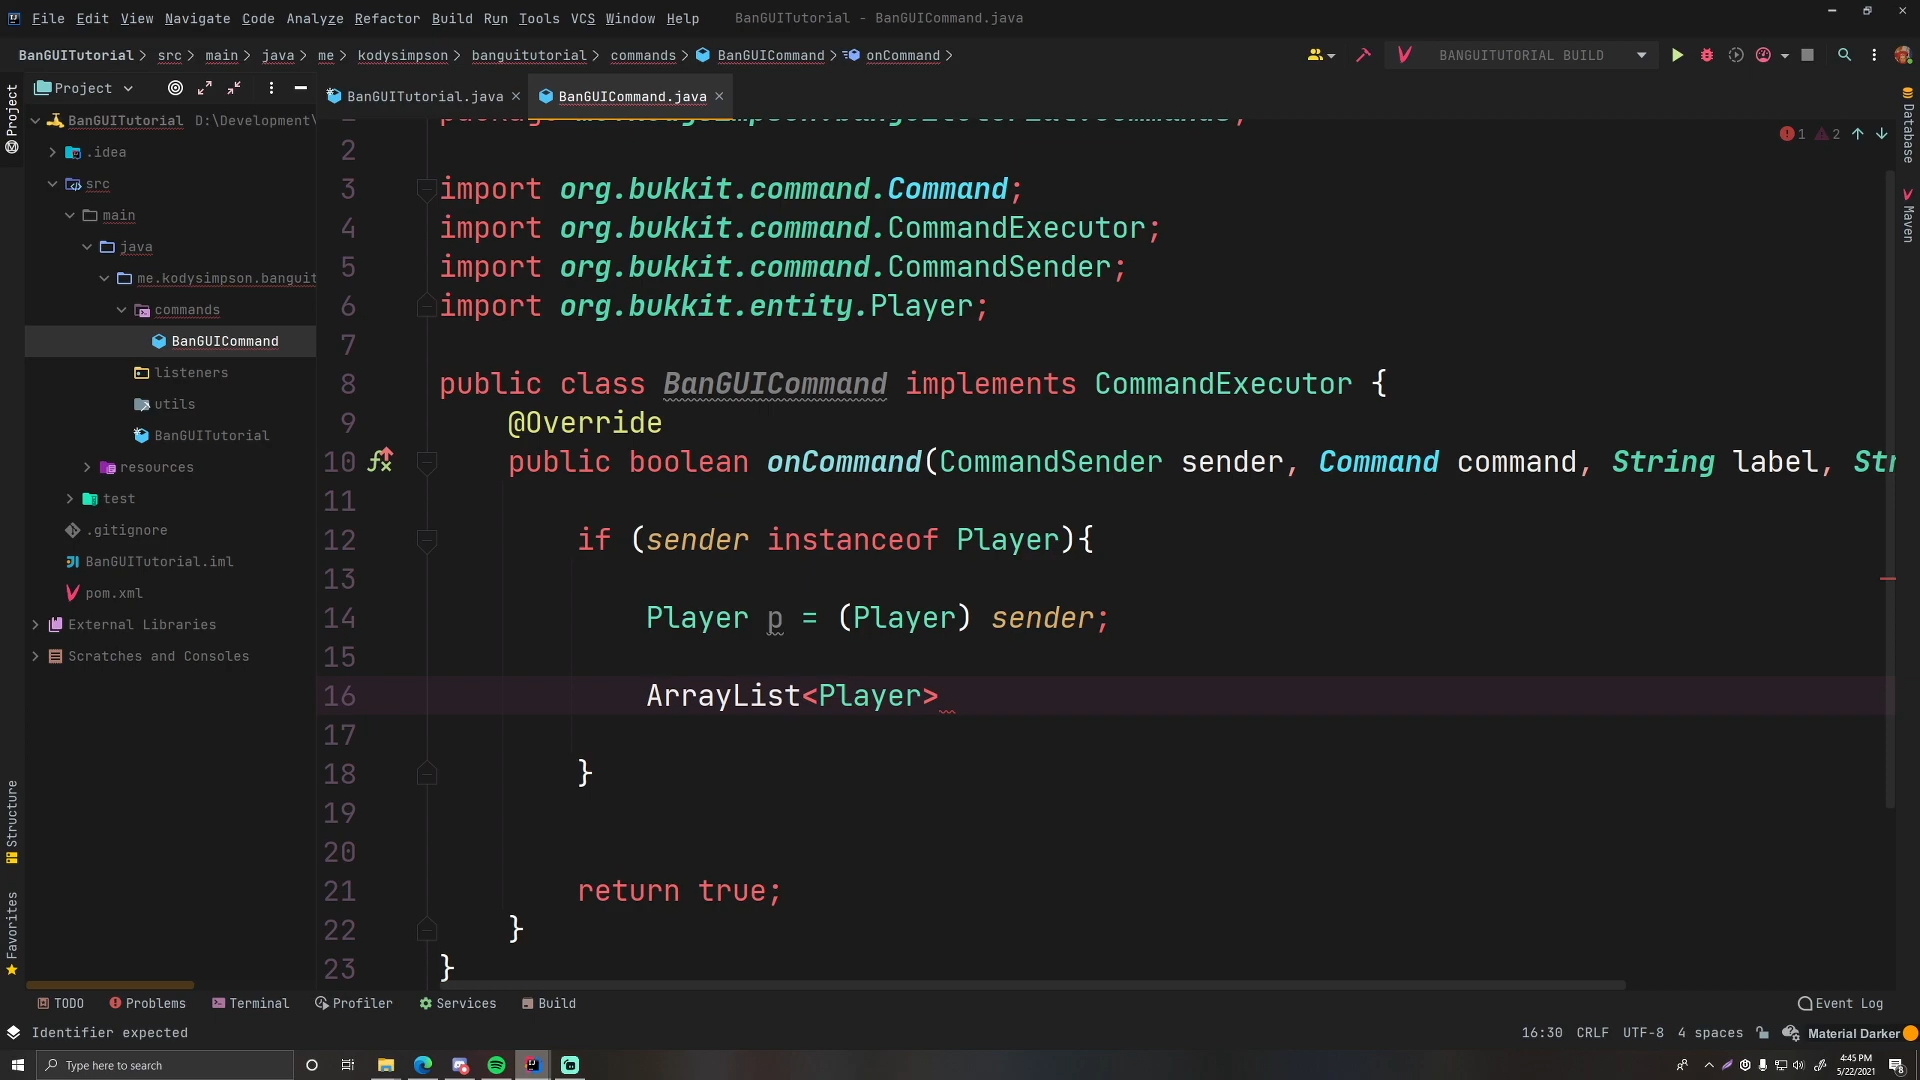 File Edit View Navigate Code Analyze Refactor Build Run Tools VCS Window Help BanGUITutorial - BanGUICommand.java
BanGUITutorial src main java me kodysimpson banguitutorial commands BanGUICommand onCommand BANGUITUTORIAL BUILD
Project
BanGUITutorial.java
BanGUICommand.java
Project
BanGUITutorial D:\Development\
.idea
src
main
java
me.kodysimpson.banguit
commands
BanGUICommand
listeners
utils
BanGUITutorial
resources
test
.gitignore
BanGUITutorial.iml
pom.xml
External Libraries
Scratches and Consoles
Structure
Favorites
1 2
2
3 import org.bukkit.command.Command;
4 import org.bukkit.command.CommandExecutor;
5 import org.bukkit.command.CommandSender;
6 import org.bukkit.entity.Player;
7
8 public class BanGUICommand implements CommandExecutor {
9 @Override
10 public boolean onCommand(CommandSender sender, Command command, String label, Str
11
12 if (sender instanceof Player){
13
14 Player p = (Player) sender;
15
16 ArrayList<Player>
17
18 }
19
20
21 return true;
22 }
23 }
Database
Maven
TODO Problems Terminal Profiler Services Build Event Log
Identifier expected 16:30 CRLF UTF-8 4 spaces Material Darker
Type here to search
4:45 PM
5/22/2021